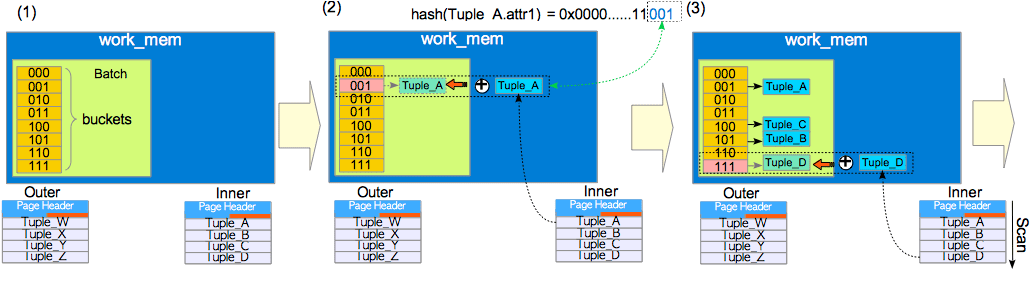 (1)
work_mem
000
001
010
011
100
101
110
111
Batch
buckets
Outer
Page Header
Tuple_W
Tuple_X
Tuple_Y
Tuple_Z
Inner
Page Header
Tuple_A
Tuple_B
Tuple_C
Tuple_D
(2)
hash(Tuple_A.attr1) = 0x0000......11001
work_mem
000
001
010
011
100
101
110
111
Tuple_A
Tuple_A
Outer
Page Header
Tuple_W
Tuple_X
Tuple_Y
Tuple_Z
Inner
Page Header
Tuple_A
Tuple_B
Tuple_C
Tuple_D
(3)
work_mem
000
001
010
011
100
101
110
111
Tuple_A
Tuple_C
Tuple_B
Tuple_D
Tuple_D
Outer
Page Header
Tuple_W
Tuple_X
Tuple_Y
Tuple_Z
Inner
Page Header
Tuple_A
Tuple_B
Tuple_C
Tuple_D
Scan